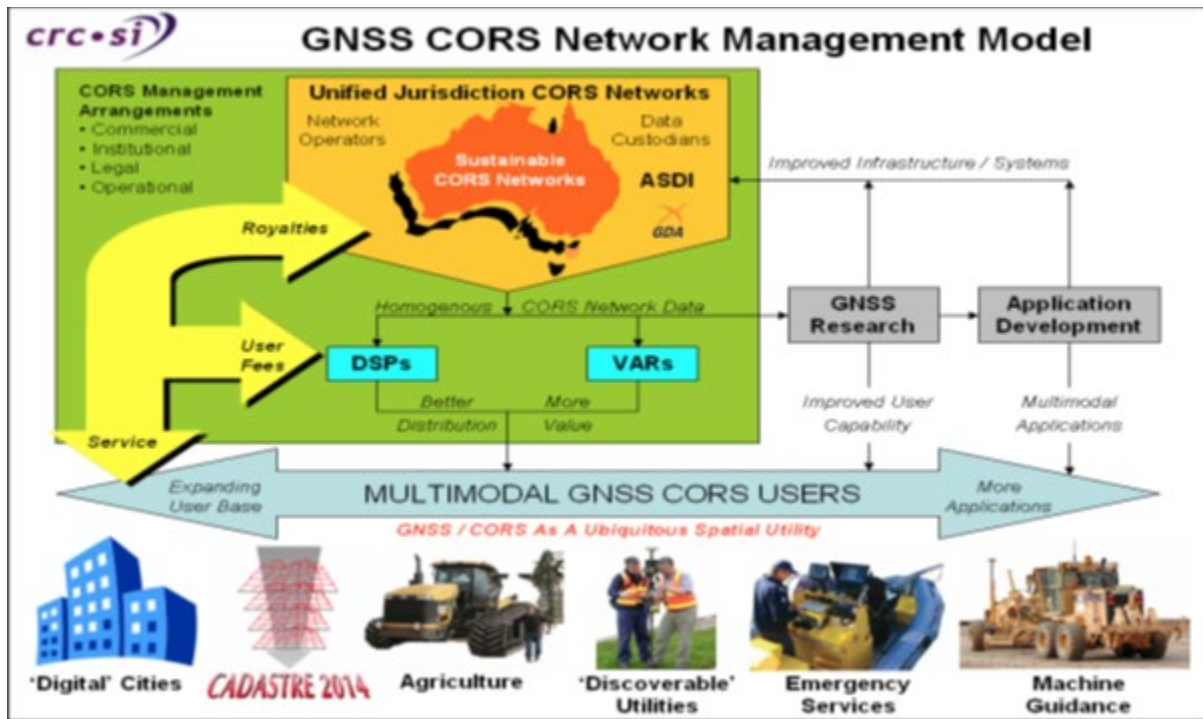 crc•si
GNSS CORS Network Management Model
CORS Management
Arrangements
• Commercial
• Institutional
• Legal
• Operational
Unified Jurisdiction CORS Networks
Network
Operators
Data
Custodians
Sustainable
CORS Networks
ASDI
GDA
Improved Infrastructure / Systems
Royalties
Homogenous
CORS Network Data
GNSS
Research
Application
Development
User
Fees
DSPs
VARs
Better
Distribution
More
Value
Improved User
Capability
Multimodal
Applications
Service
Expanding
User Base
MULTIMODAL GNSS CORS USERS
More
Applications
GNSS / CORS As A Ubiquitous Spatial Utility
'Digital' Cities
CADASTRE 2014
Agriculture
'Discoverable'
Utilities
Emergency
Services
Machine
Guidance